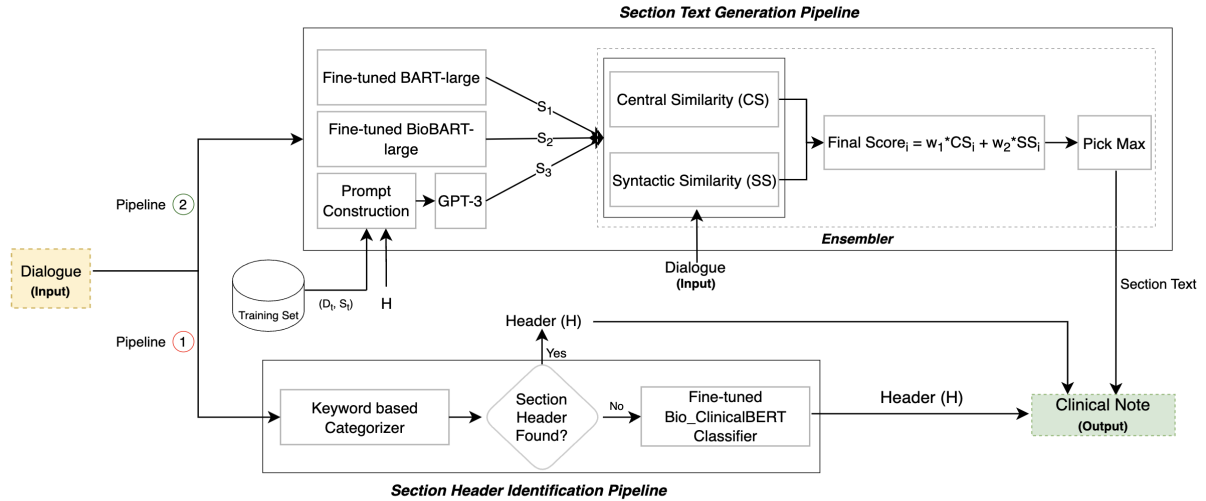 Section Text Generation Pipeline
Fine-tuned BART-large
Fine-tuned BioBART-
large
Prompt
Construction
GPT-3
S₁
S₂
S₃
Central Similarity (CS)
Syntactic Similarity (SS)
Final Scoreᵢ = w₁*CSᵢ + w₂*SSᵢ
Pick Max
Ensembler
Pipeline 2
Dialogue
(Input)
Pipeline 1
Training Set
(Dₜ, Sₜ)
H
Dialogue
(Input)
Section Text
Header (H)
Yes
Keyword based
Categorizer
Section
Header
Found?
No
Fine-tuned
Bio_ClinicalBERT
Classifier
Header (H)
Clinical Note
(Output)
Section Header Identification Pipeline